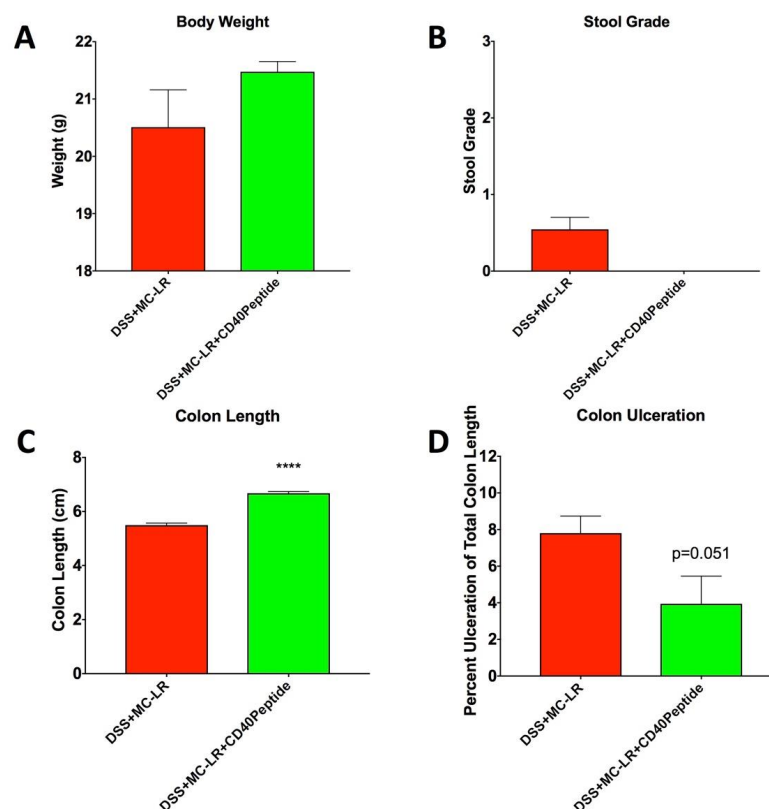 A
Body Weight
Weight (g)
22
21
20
19
18
DSS+MC-LR
DSS+MC-LR+CD40Peptide
B
Stool Grade
Stool Grade
3
2
1
0
DSS+MC-LR
DSS+MC-LR+CD40Peptide
C
Colon Length
Colon Length (cm)
8
6
4
2
0
****
DSS+MC-LR
DSS+MC-LR+CD40Peptide
D
Colon Ulceration
Percent Ulceration of Total Colon Length
12
10
8
6
4
2
0
p=0.051
DSS+MC-LR
DSS+MC-LR+CD40Peptide